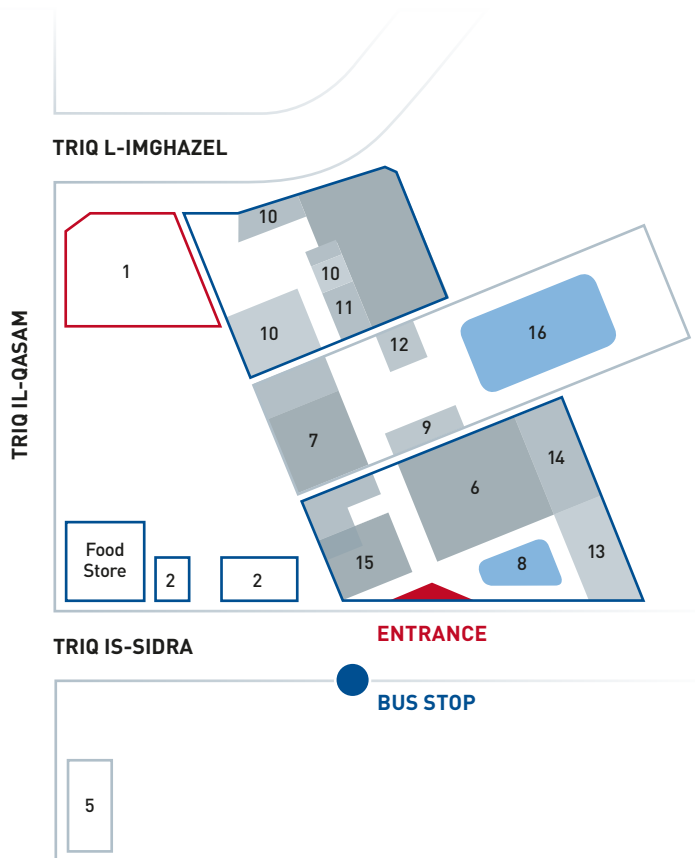 TRIQ L-IMGHAZEL
10
1
10
11
10
12
16
TRIQ IL-QASAM
9
7
14
6
Food
Store
2
2
15
8
13
ENTRANCE
TRIQ IS-SIDRA
BUS STOP
5